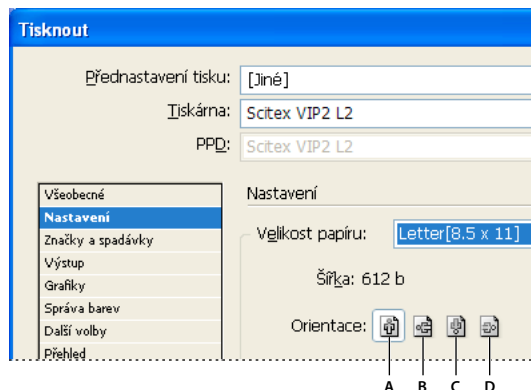 Tisknout
Přednastavení tisku: [Jiné]
Tiskárna: Scitex VIP2 L2
PPD: Scitex VIP2 L2
Všeobecné
Nastavení
Značky a spadávky
Výstup
Grafiky
Správa barev
Další volby
Přehled
Nastavení
Velikost papíru: Letter[8.5 x 11]
Šířka: 612 b
Orientace:
A B C D